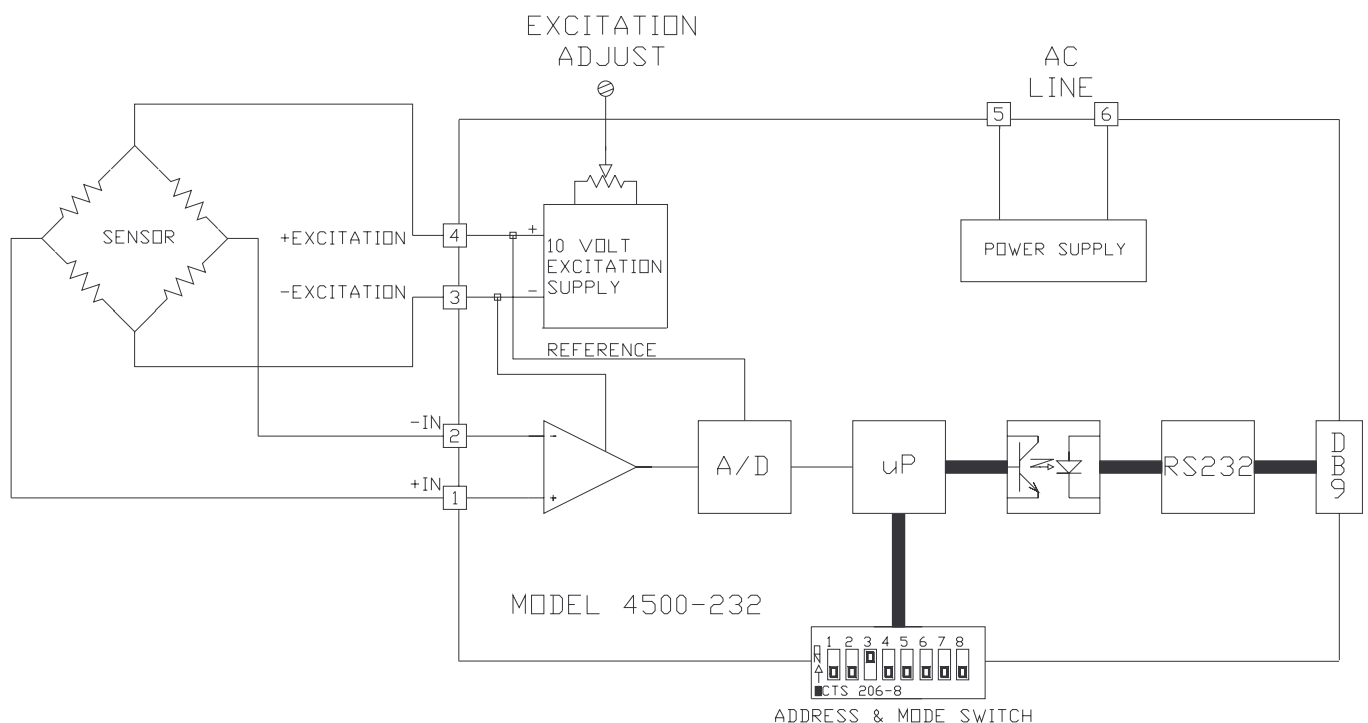 EXCITATION
ADJUST
AC
LINE
5
6
SENSOR
+EXCITATION
4
+
10 VOLT
EXCITATION
SUPPLY
POWER SUPPLY
-EXCITATION
3
-
REFERENCE
-IN
2
-
+IN
1
+
A/D
uP
RS232
DB9
MODEL 4500-232
1 2 3 4 5 6 7 8
ON
CTS 206-8
ADDRESS & MODE SWITCH